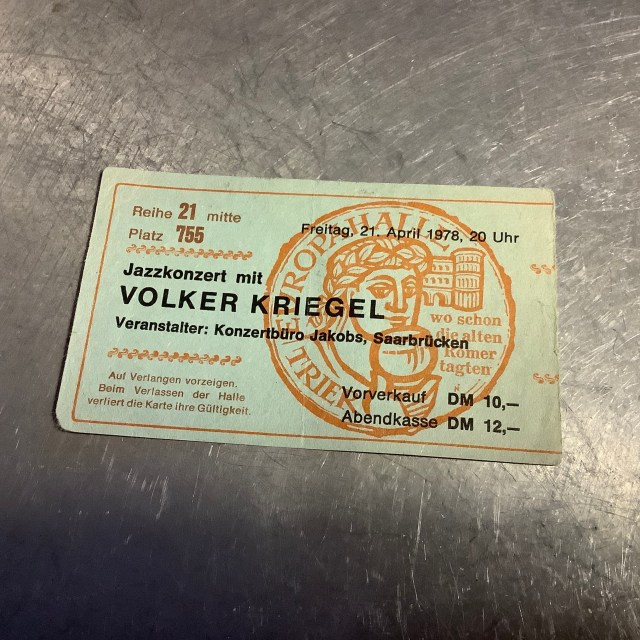 Reihe 21 mitte
Platz 755
Freitag, 21. April 1978, 20 Uhr
Jazzkonzert mit
VOLKER KRIEGEL
Veranstalter: Konzertbüro Jakobs, Saarbrücken
EUROPAHALLE
TRIER
wo schon
die alten
Römer
tagten
Auf Verlangen vorzeigen.
Beim Verlassen der Halle
verliert die Karte ihre Gültigkeit.
Vorverkauf DM 10,—
Abendkasse DM 12,—